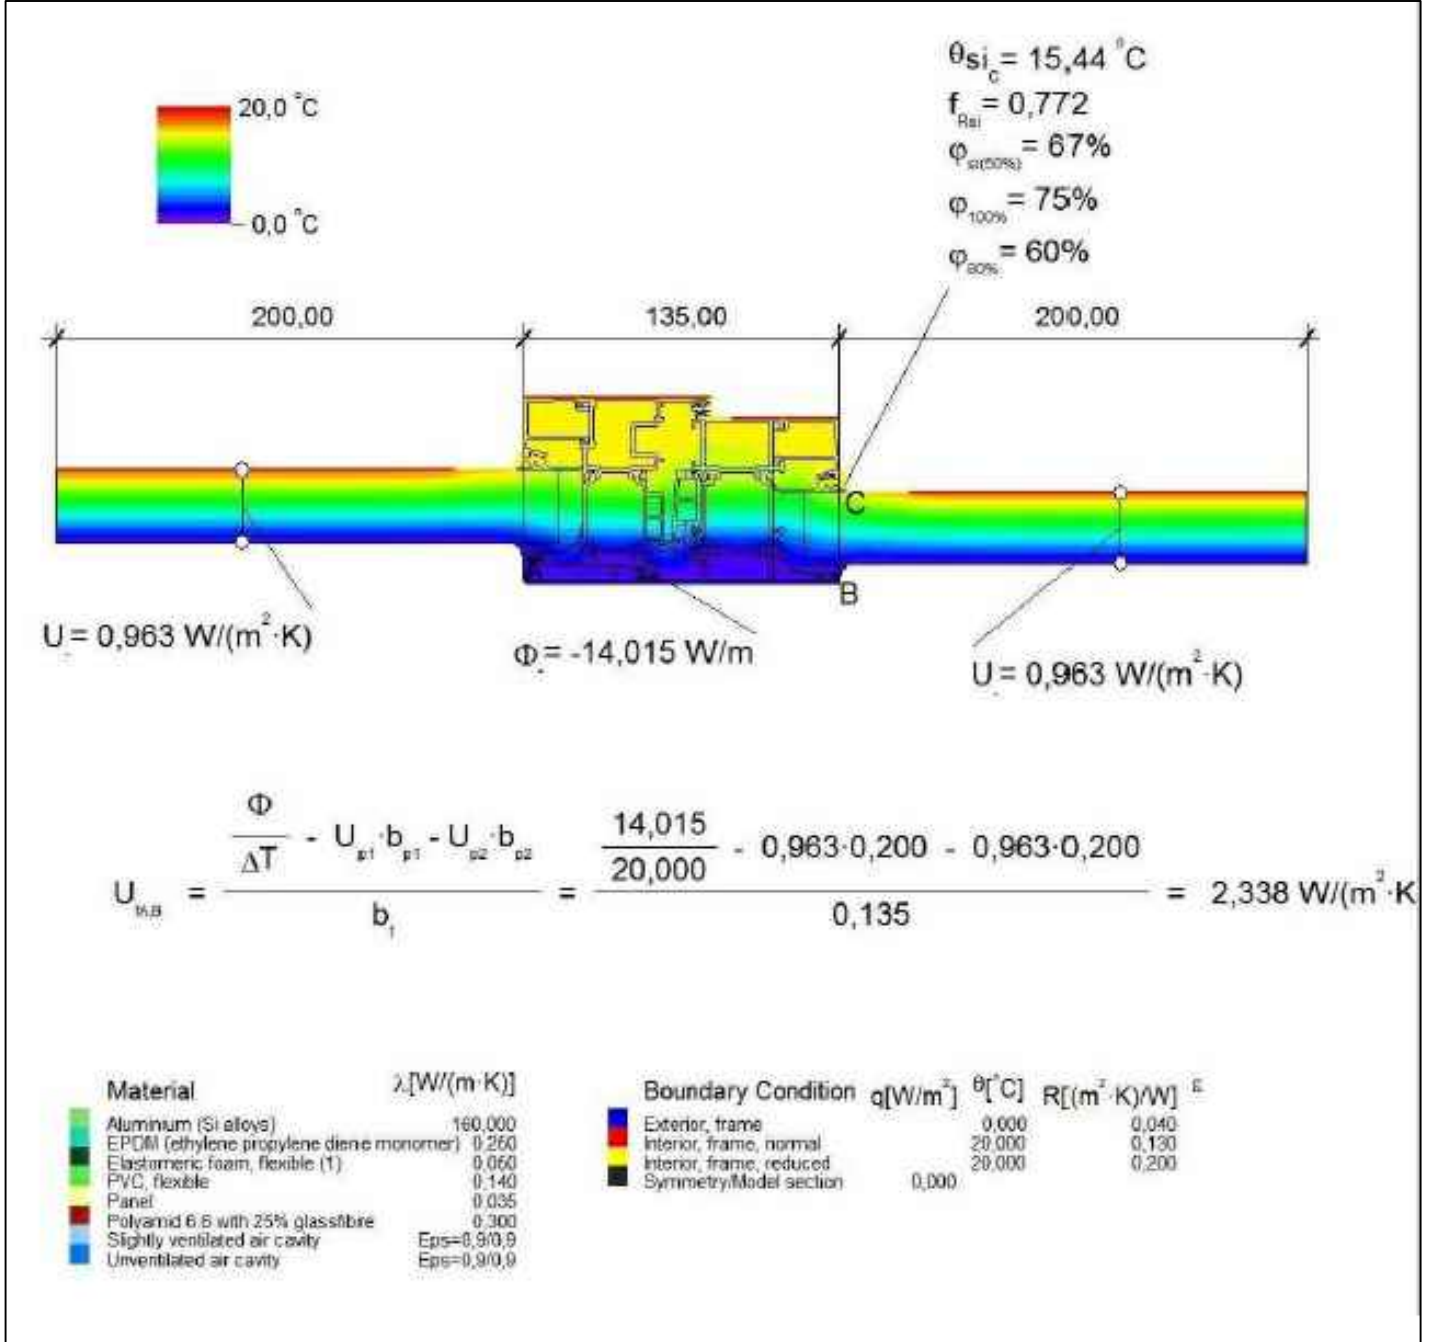 θsi_c = 15,44 °C
20,0 °C
f_Rsi = 0,772
φ_si(50%) = 67%
φ_100% = 75%
0,0 °C
φ_80% = 60%
200,00 135,00 200,00
C
B
U = 0,963 W/(m²·K)
Φ = -14,015 W/m
U = 0,963 W/(m²·K)
Φ 14,015
ΔT - U_p1·b_p1 - U_p2·b_p2 20,000 - 0,963·0,200 - 0,963·0,200
U = = = 2,338 W/(m²·K
b_f 0,135
Material λ[W/(m·K)]
Aluminium (Si alloys) 160,000
EPDM (ethylene propylene diene monomer) 0,250
Elastomeric foam, flexible (1) 0,050
PVC, flexible 0,140
Panel 0,035
Polyamid 6.6 with 25% glassfibre 0,300
Slightly ventilated air cavity Eps=0,9/0,9
Unventilated air cavity Eps=0,9/0,9
Boundary Condition q[W/m²] θ[°C] R[(m²·K)/W] ε
Exterior, frame 0,000 0,040
Interior, frame, normal 20,000 0,130
Interior, frame, reduced 20,000 0,200
Symmetry/Model section 0,000